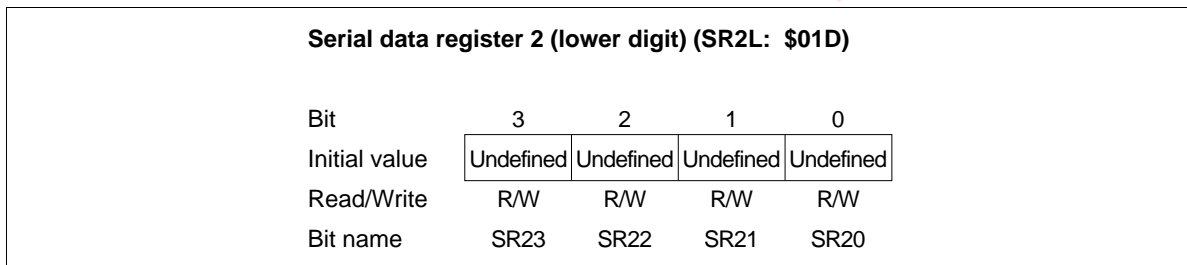 Serial data register 2 (lower digit) (SR2L: $01D)
Bit 3 2 1 0
Initial value Undefined Undefined Undefined Undefined
Read/Write R/W R/W R/W R/W
Bit name SR23 SR22 SR21 SR20